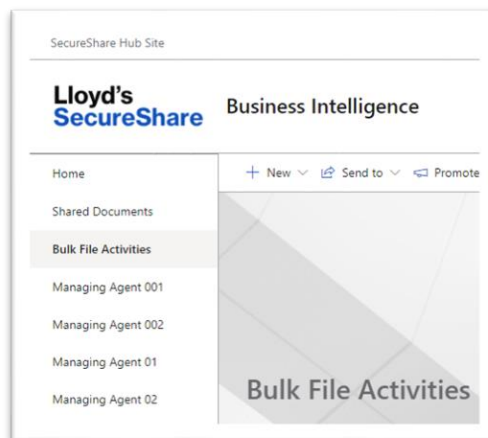 SecureShare Hub Site
Lloyd's
SecureShare
Business Intelligence
Home
Shared Documents
Bulk File Activities
Managing Agent 001
Managing Agent 002
Managing Agent 01
Managing Agent 02
New
Send to
Promote
Bulk File Activities